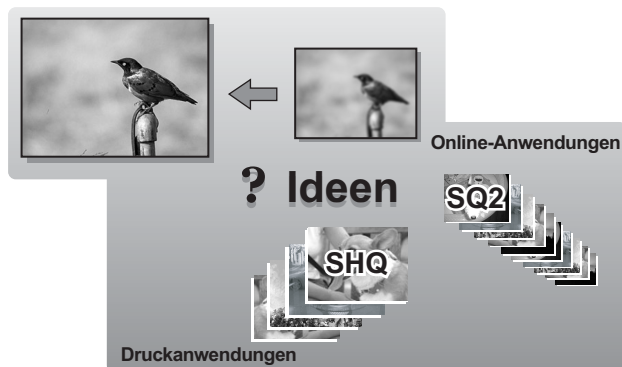 Online-Anwendungen
? Ideen
SQ2
SHQ
Druckanwendungen